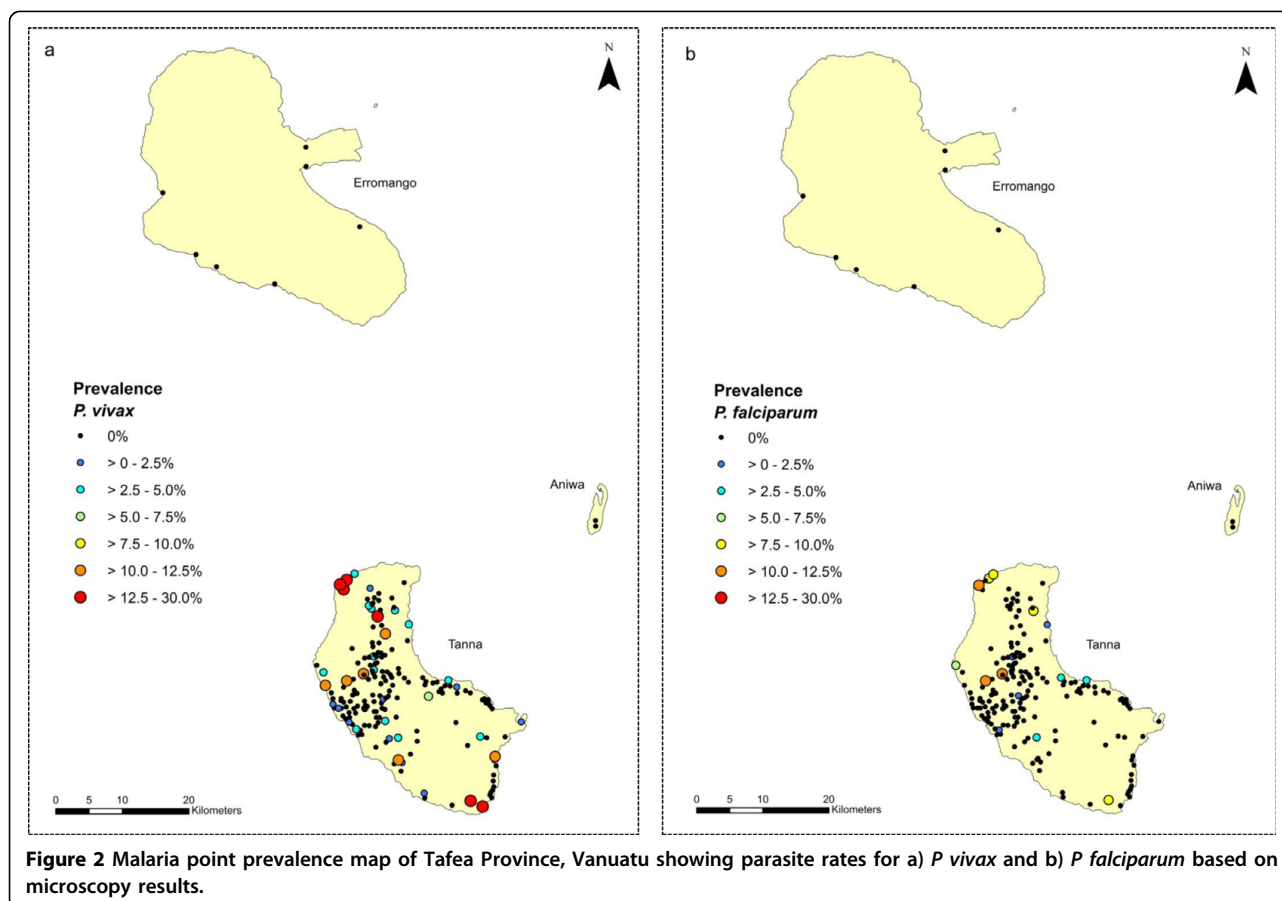 a
N
Erromango
Prevalence
P. vivax
0%
> 0 - 2.5%
> 2.5 - 5.0%
> 5.0 - 7.5%
> 7.5 - 10.0%
> 10.0 - 12.5%
> 12.5 - 30.0%
Aniwa
Tanna
0 5 10 20
Kilometers
b
N
Erromango
Prevalence
P. falciparum
0%
> 0 - 2.5%
> 2.5 - 5.0%
> 5.0 - 7.5%
> 7.5 - 10.0%
> 10.0 - 12.5%
> 12.5 - 30.0%
Aniwa
Tanna
0 5 10 20
Kilometers
Figure 2 Malaria point prevalence map of Tafea Province, Vanuatu showing parasite rates for a) P vivax and b) P falciparum based on
microscopy results.